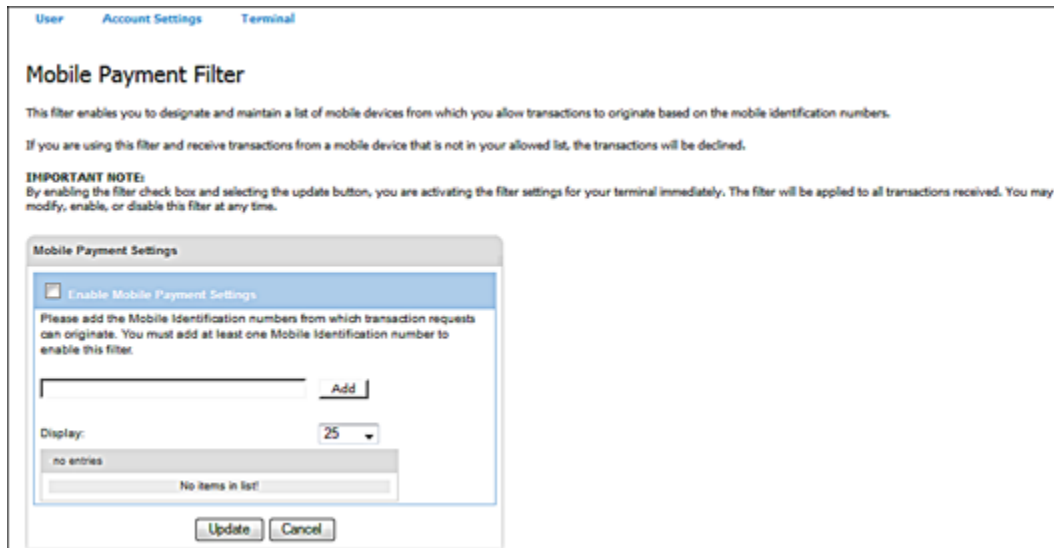 User Account Settings Terminal
Mobile Payment Filter
This filter enables you to designate and maintain a list of mobile devices from which you allow transactions to originate based on the mobile identification numbers.
If you are using this filter and receive transactions from a mobile device that is not in your allowed list, the transactions will be declined.
IMPORTANT NOTE:
By enabling the filter check box and selecting the update button, you are activating the filter settings for your terminal immediately. The filter will be applied to all transactions received. You may
modify, enable, or disable this filter at any time.
Mobile Payment Settings
Enable Mobile Payment Settings
Please add the Mobile Identification numbers from which transaction requests
can originate. You must add at least one Mobile Identification number to
enable this filter.
Add
Display: 25
no entries
No items in list!
Update Cancel